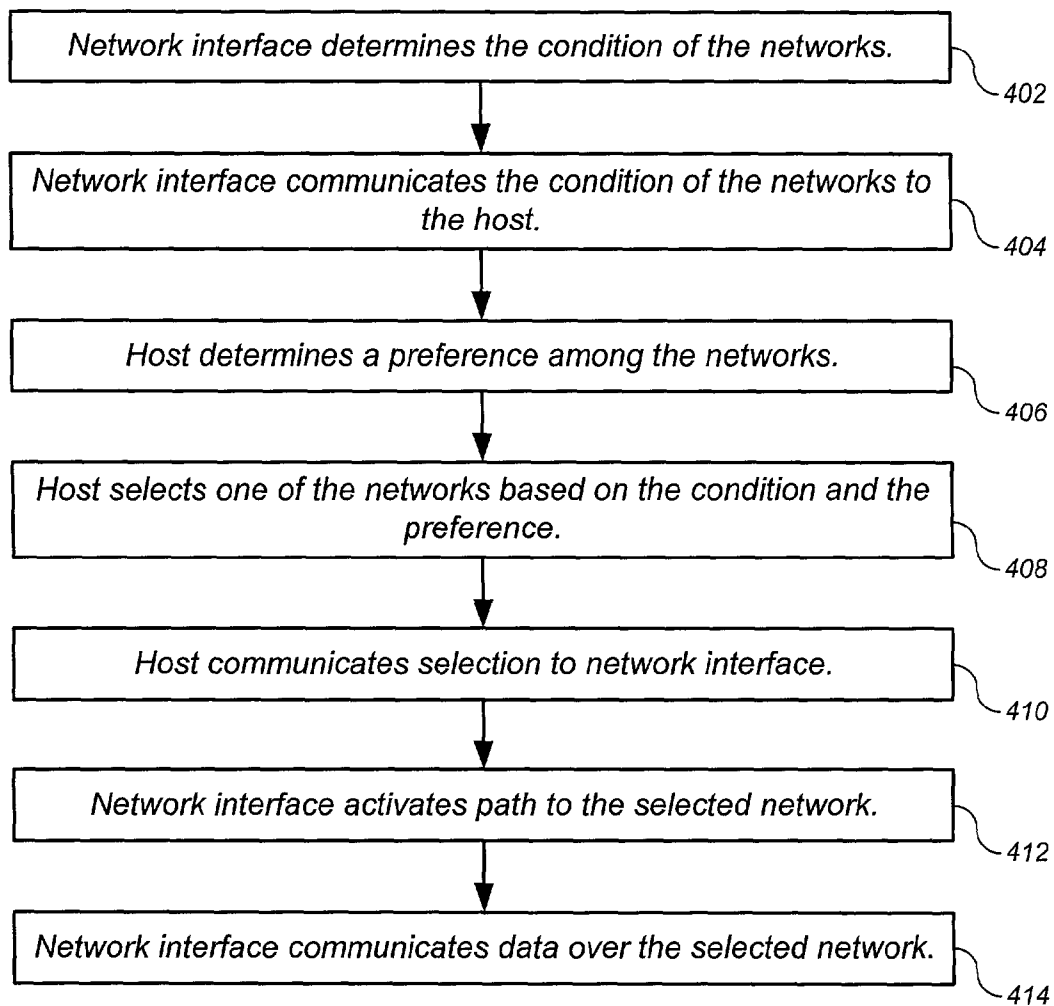 Network interface determines the condition of the networks.
402
Network interface communicates the condition of the networks to
the host.
404
Host determines a preference among the networks.
406
Host selects one of the networks based on the condition and the
preference.
408
Host communicates selection to network interface.
410
Network interface activates path to the selected network.
412
Network interface communicates data over the selected network.
414